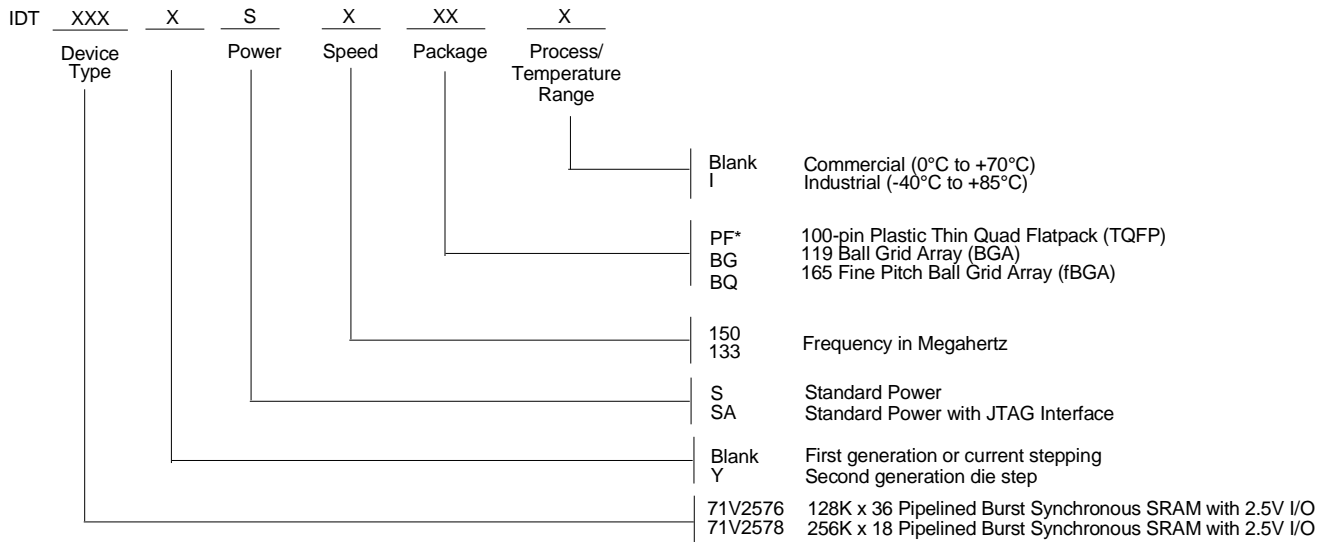 IDT XXX X S X XX X
Device Type Power Speed Package Process/ Temperature Range
Blank Commercial (0°C to +70°C)
I Industrial (-40°C to +85°C)
PF* 100-pin Plastic Thin Quad Flatpack (TQFP)
BG 119 Ball Grid Array (BGA)
BQ 165 Fine Pitch Ball Grid Array (fBGA)
150
133
Frequency in Megahertz
S Standard Power
SA Standard Power with JTAG Interface
Blank First generation or current stepping
Y Second generation die step
71V2576 128K x 36 Pipelined Burst Synchronous SRAM with 2.5V I/O
71V2578 256K x 18 Pipelined Burst Synchronous SRAM with 2.5V I/O